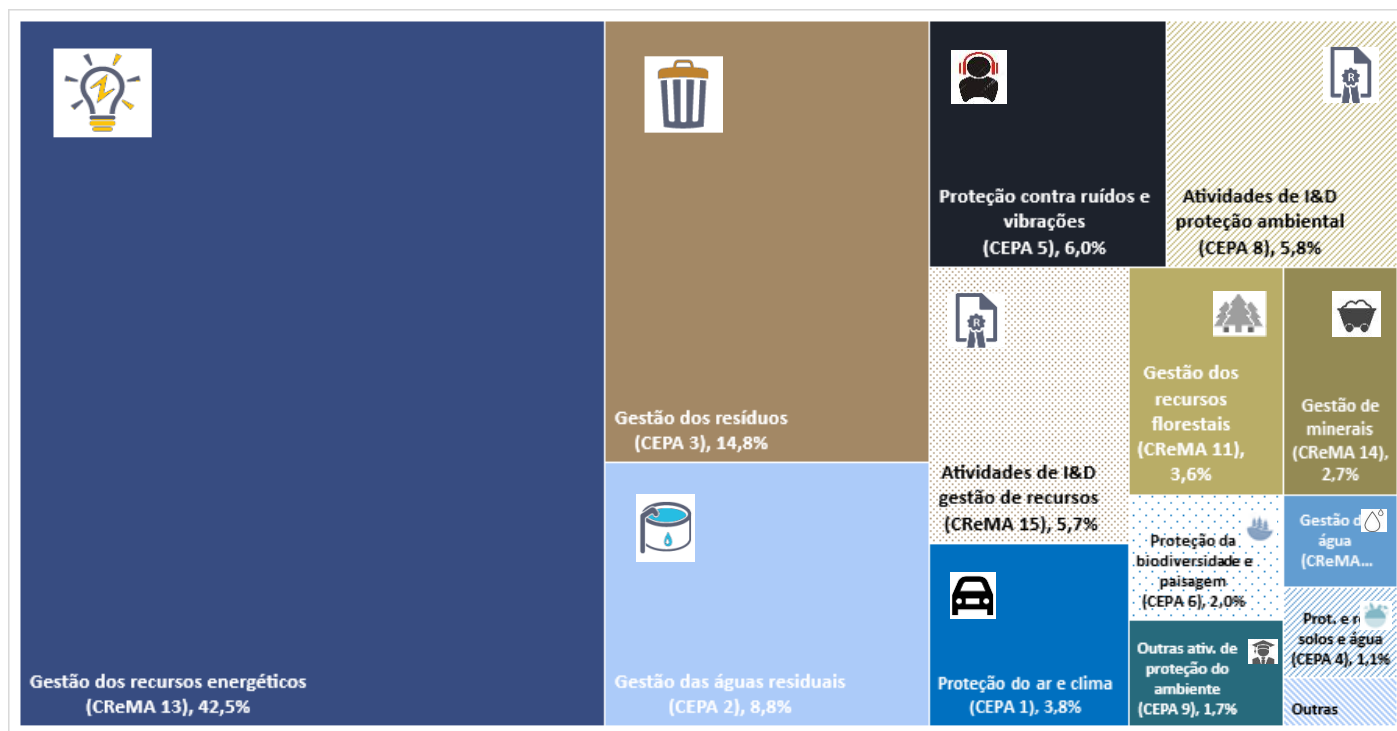 Gestão dos recursos energéticos
(CReMA 13), 42,5%
Gestão dos resíduos
(CEPA 3), 14,8%
Gestão das águas residuais
(CEPA 2), 8,8%
Proteção contra ruídos e
vibrações
(CEPA 5), 6,0%
Atividades de I&D
proteção ambiental
(CEPA 8), 5,8%
Atividades de I&D
gestão de recursos
(CReMA 15), 5,7%
Proteção do ar e clima
(CEPA 1), 3,8%
Gestão dos
recursos
florestais
(CReMA 11),
3,6%
Gestão de
minerais
(CReMA 14),
2,7%
Proteção da
biodiversidade e
paisagem
(CEPA 6), 2,0%
Outras ativ. de
proteção do
ambiente
(CEPA 9), 1,7%
Gestão
água
(CReMA...
Prot. e
solos e água
(CEPA 4), 1,1%
Outras